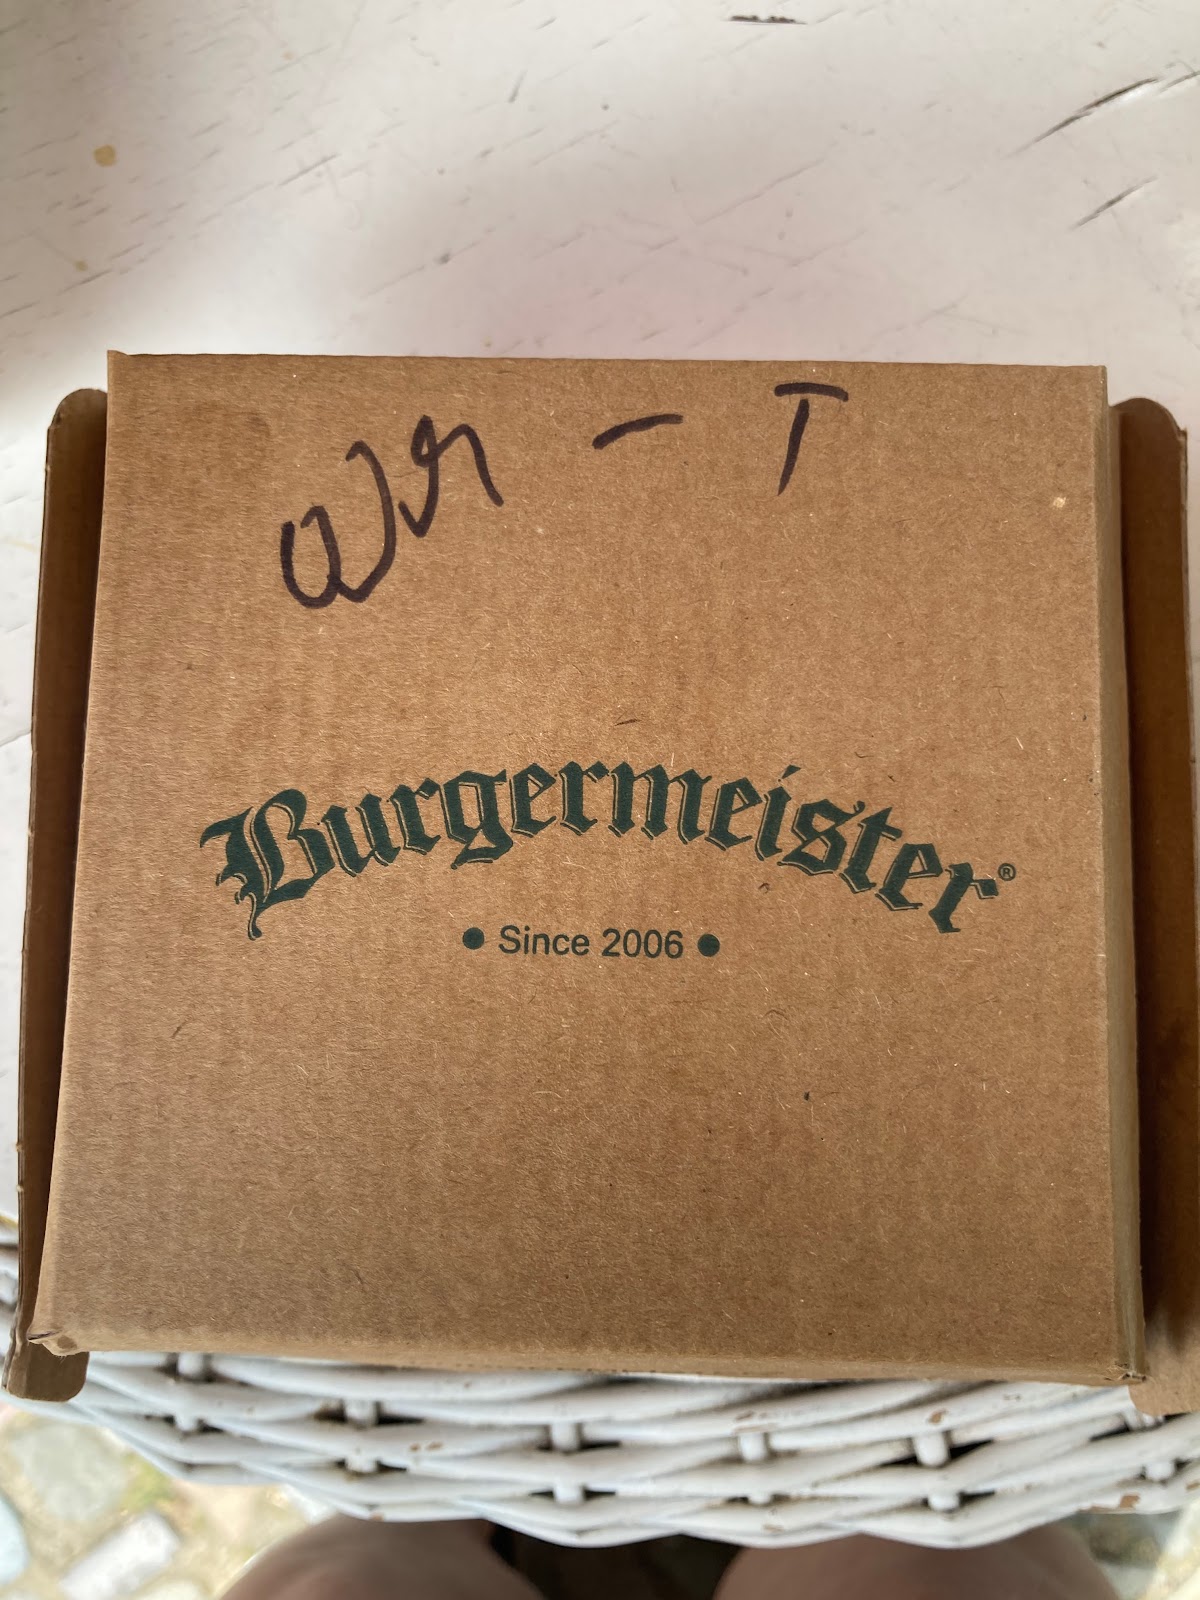 - T
Burgermeister®
• Since 2006 •